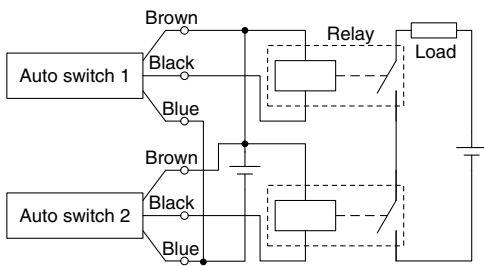 Brown
Relay
Load
Black
Auto switch 1
Blue
Brown
Black
Auto switch 2
Blue